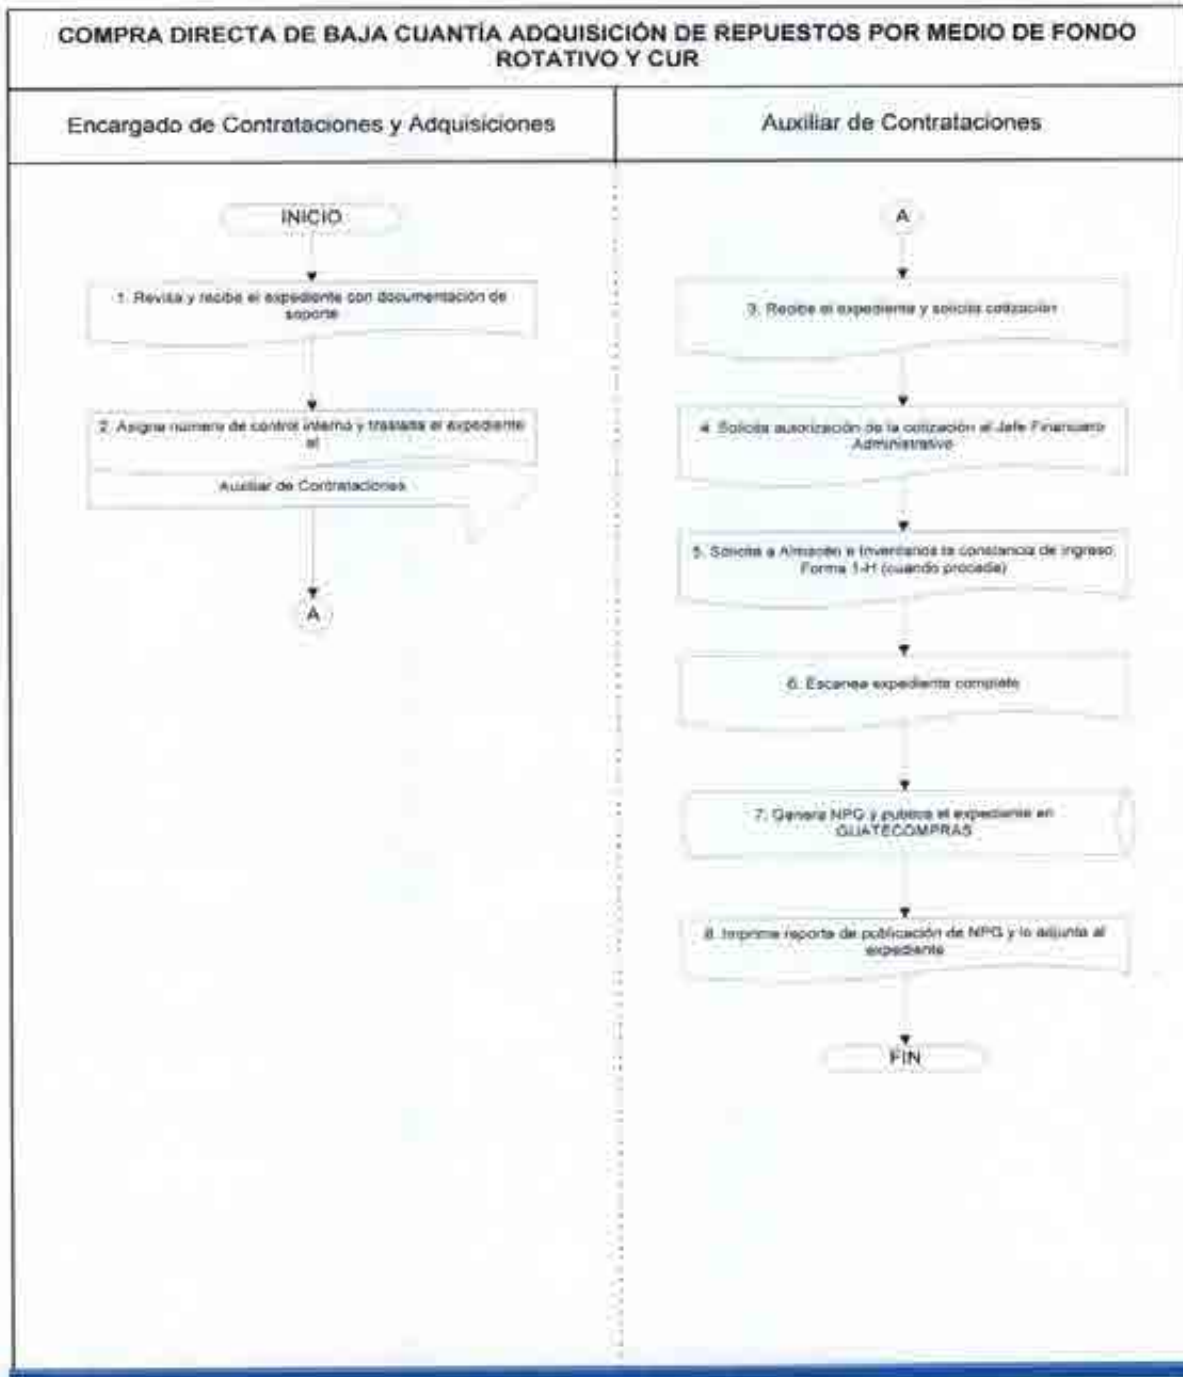 COMPRA DIRECTA DE BAJA CUANTÍA ADQUISICIÓN DE REPUESTOS POR MEDIO DE FONDO
ROTATIVO Y CUR
Encargado de Contrataciones y Adquisiciones
INICIO
1. Revisa y recibe el expediente con documentación de
soporte
2. Asigna número de control interno y traslada el expediente
al
Auxiliar de Contrataciones
A
Auxiliar de Contrataciones
A
3. Recibe el expediente y solicita cotización
4. Solicita autorización de la cotización al Jefe Financiero
Administrativo
5. Solicita a Almacén e Inventarios la constancia de ingreso
Forma 1-H (cuando proceda)
6. Escanea expediente completo
7. Genera NPG y publica el expediente en
GUATECOMPRAS
8. Imprime reporte de publicación de NPG y lo adjunta al
expediente
FIN